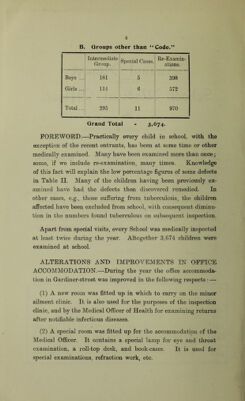 4
B. Groups other than "Code."
Intermediate Group. Special Cases. Re-Examinations.
Boys ... 181 5 398
Girls ... 114 6 572
Total ... 295 11 970
Grand Total - 3,674.
FOREWORD.—Practically every child in school, with the
exception of the recent entrants, has been at some time or other
medically examined. Many have been examined more than once;
some, if we include re-examination, many times. Knowledge
of this fact will explain the low percentage figures of some defects
in Table II. Many of the children having been previously ex-
amined have had the defects then discovered remedied. In
other cases, e.g., those suffering from tuberculosis, the children
affected have been excluded from school, with consequent diminu-
tion in the numbers found tuberculous on subsequent inspection.
Apart from special visits, every School was medically inspected
at least twice during the year. Altogether 3,674 children were
examined at school.
ALTERATIONS AND IMPROVEMENTS IN OFFICE
ACCOMMODATION.—During the year the office accommoda-
tion in Gardiner-street was improved in the following respects:—
(1) A new room was fitted up in which to carry on the minor
ailment clinic. It is also used for the purposes of the inspection
clinic, and by the Medical Officer of Health for examining returns
after notifiable infectious diseases.
(2) A special room was fitted up for the accommodation of the
Medical Officer. It contains a special lamp for eye and throat
examination, a roll-top desk, and book-cases. It is used for
special examinations, refraction work, etc.